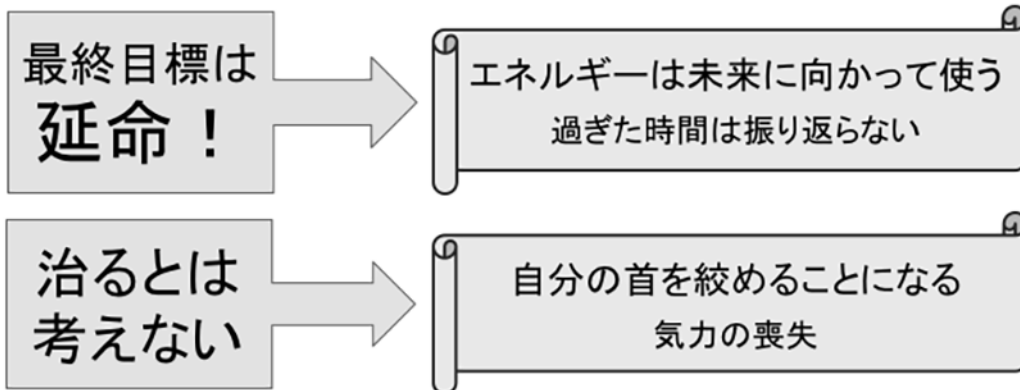 最終目標は
延命！
エネルギーは未来に向かって使う
過ぎた時間は振り返らない
治るとは
考えない
自分の首を絞めることになる
気力の喪失